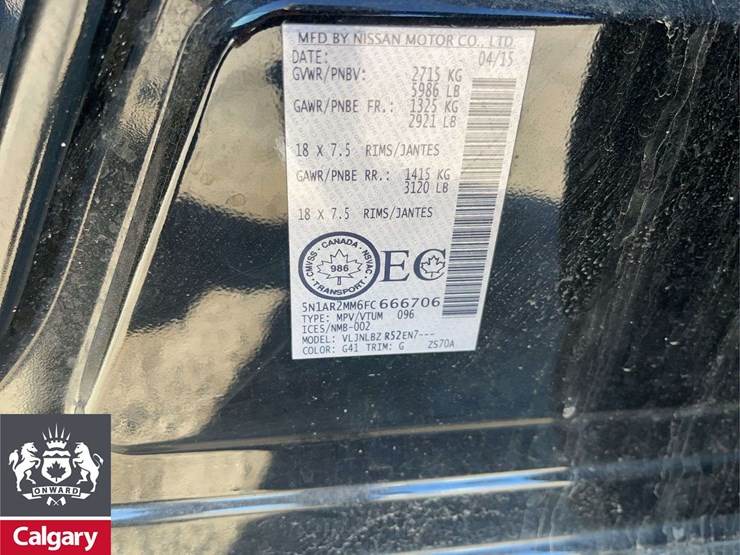 MFD BY NISSAN MOTOR CO., LTD.
DATE: 04/15
GVWR/PNBV: 2715 KG
5986 LB
GAWR/PNBE FR.: 1325 KG
2921 LB
18 X 7.5 RIMS/JANTES
GAWR/PNBE RR.: 1415 KG
3120 LB
18 X 7.5 RIMS/JANTES
CMVSS · CANADA · NSVAC
986
TRANSPORT
EC
5N1AR2MM6FC666706
TYPE: MPV/VTUM 096
ICES/NMB-002
MODEL: VLJNLBZ R52EN7---
COLOR: G41 TRIM: G ZS70A
ONWARD
Calgary